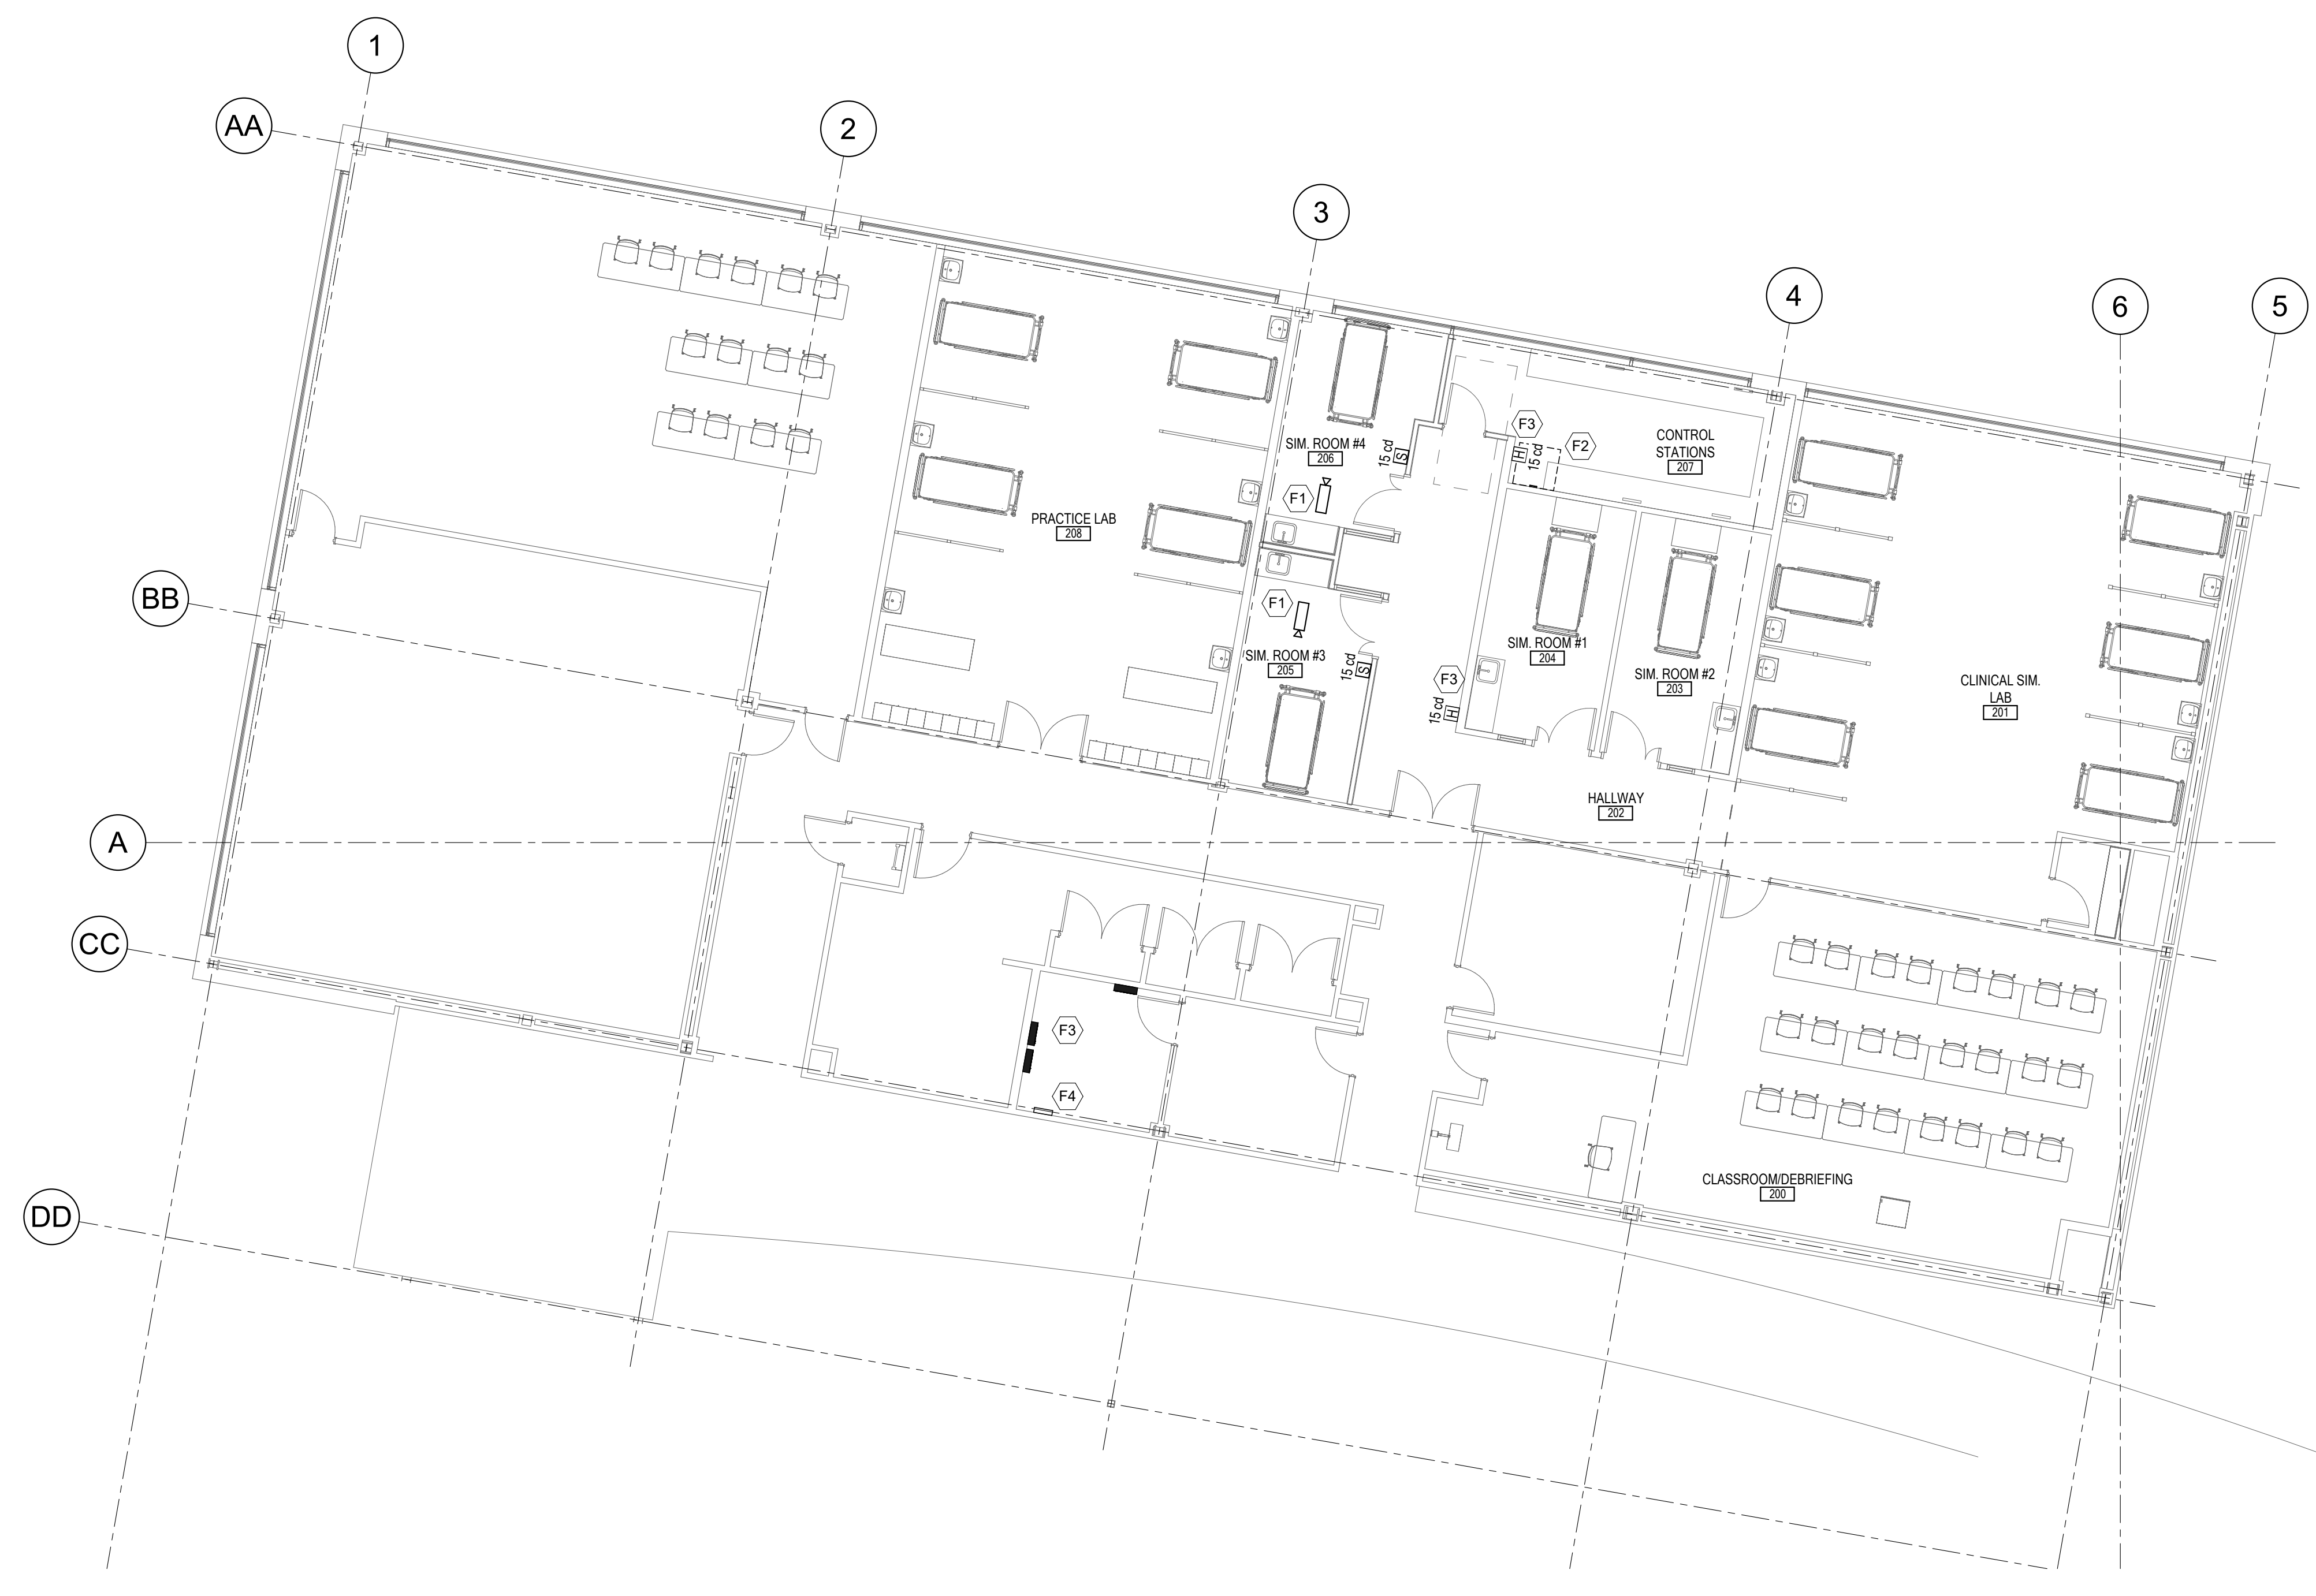 1
AA
2
3
4
6
5
F3
F2
CONTROL
STATIONS
207
SIM. ROOM #4
206
15 cd
S
H
15 cd
F1
PRACTICE LAB
208
BB
F1
SIM. ROOM #3
205
15 cd
S
SIM. ROOM #1
204
F3
15 cd
H
SIM. ROOM #2
203
CLINICAL SIM.
LAB
201
HALLWAY
202
A
CC
F3
F4
CLASSROOM/DEBRIEFING
200
DD